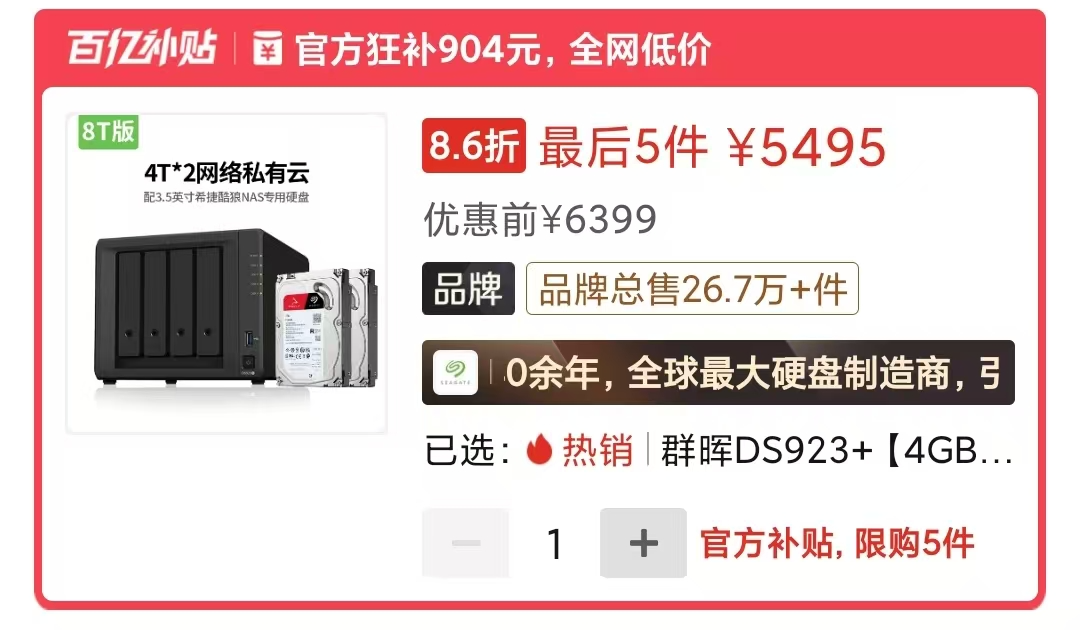 百亿补贴 官方狂补904元，全网低价
8T版
4T*2网络私有云
配3.5英寸希捷酷狼NAS专用硬盘
8.6折 最后5件 ¥5495
优惠前¥6399
品牌 品牌总售26.7万+件
SEAGATE 0余年，全球最大硬盘制造商，引
已选：热销 群晖DS923+【4GB...
1 + 官方补贴, 限购5件